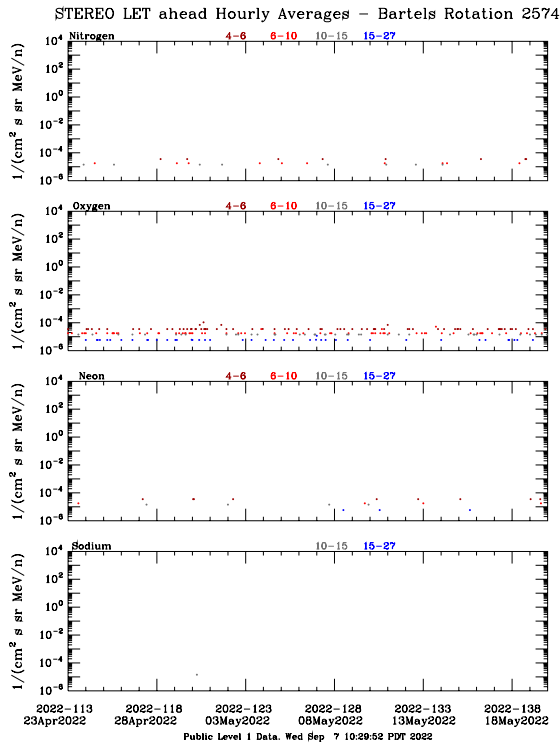 STEREO LET ahead Hourly Averages - Bartels Rotation 2574
Nitrogen 4-6 6-10 10-15 15-27
10^4
10^2
10^0
10^-2
10^-4
10^-6
1/(cm^2 s sr MeV/n)
Oxygen 4-6 6-10 10-15 15-27
10^4
10^2
10^0
10^-2
10^-4
10^-6
1/(cm^2 s sr MeV/n)
Neon 4-6 6-10 10-15 15-27
10^4
10^2
10^0
10^-2
10^-4
10^-6
1/(cm^2 s sr MeV/n)
Sodium 10-15 15-27
10^4
10^2
10^0
10^-2
10^-4
10^-6
1/(cm^2 s sr MeV/n)
2022-113 2022-118 2022-123 2022-128 2022-133 2022-138
23Apr2022 28Apr2022 03May2022 08May2022 13May2022 18May2022
Public Level 1 Data. Wed Sep 7 10:29:52 PDT 2022